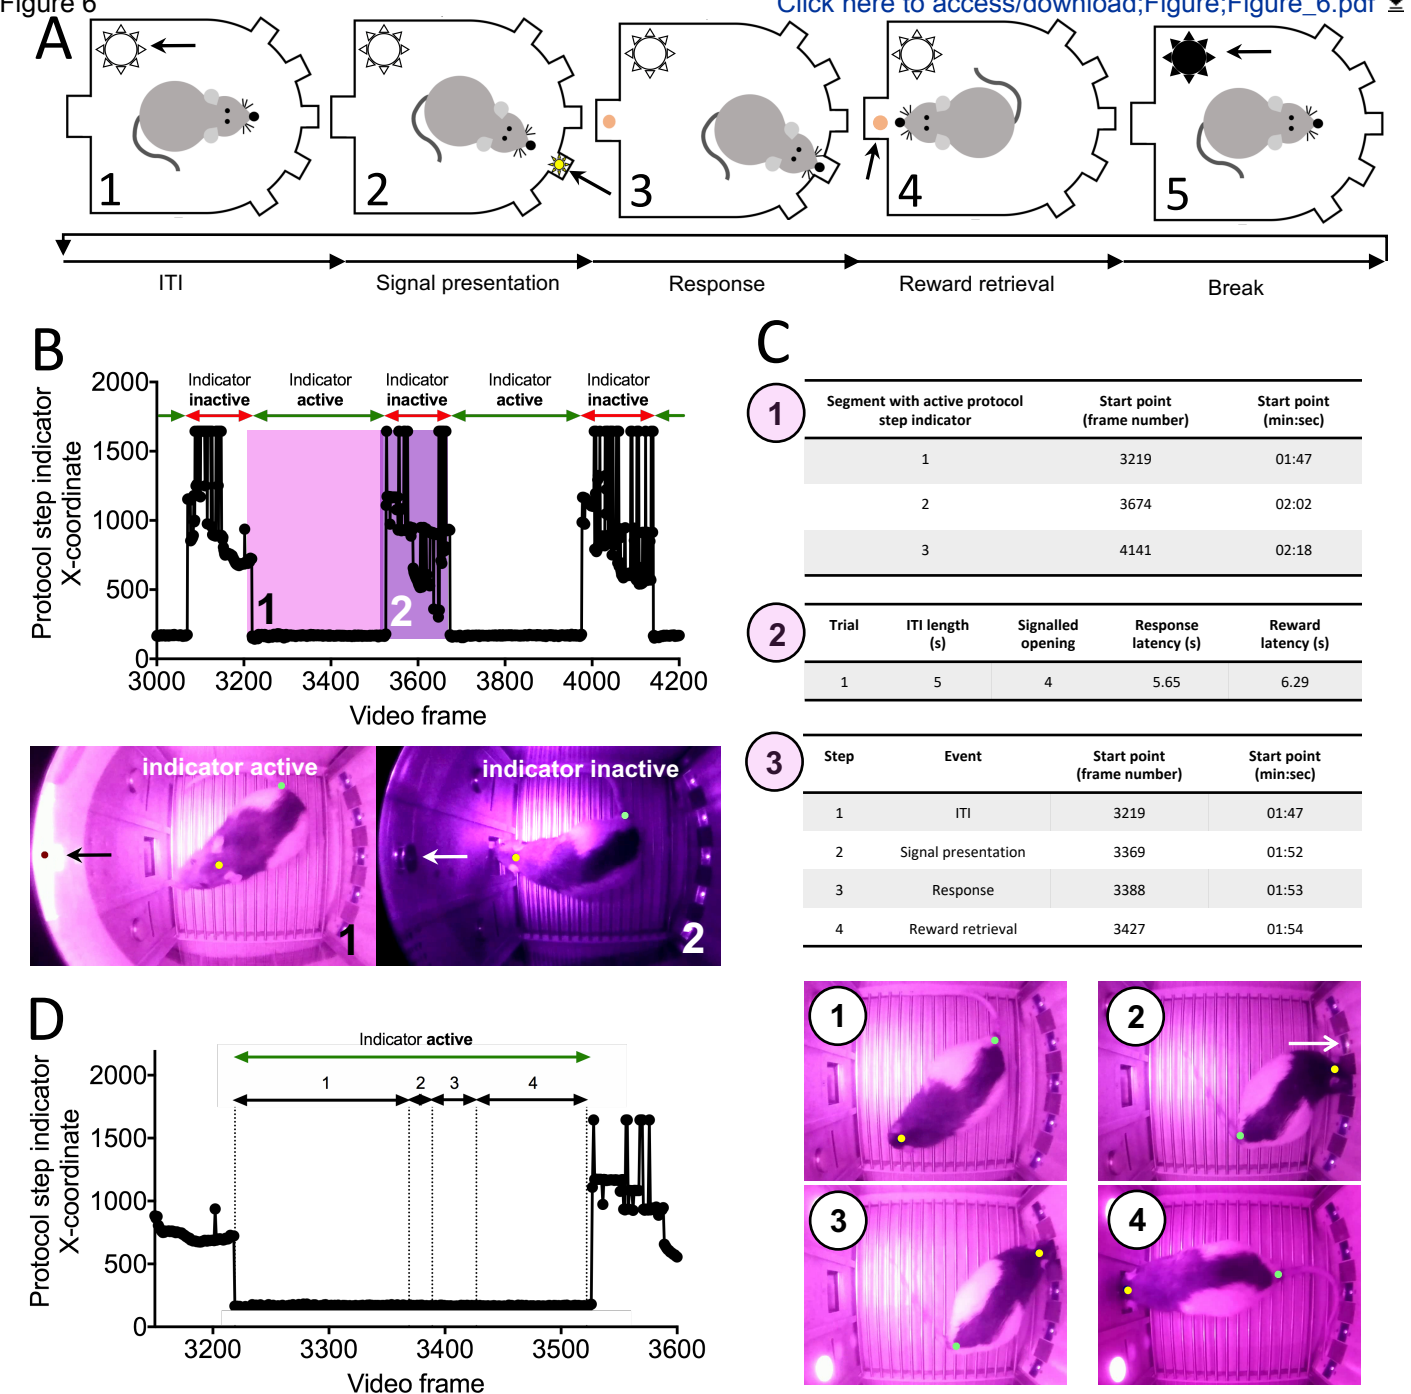 Figure 6
Click here to access/download;Figure;Figure_6.pdf
A
1
2
3
4
5
ITI
Signal presentation
Response
Reward retrieval
Break
B
Protocol step indicator
X-coordinate
2000
1500
1000
500
0
Indicator
inactive
Indicator
active
Indicator
inactive
Indicator
active
Indicator
inactive
1
2
3000 3200 3400 3600 3800 4000 4200
Video frame
indicator active
1
indicator inactive
2
C
1
Segment with active protocol step indicator | Start point (frame number) | Start point (min:sec)
1 3219 01:47
2 3674 02:02
3 4141 02:18
2
Trial | ITI length (s) | Signalled opening | Response latency (s) | Reward latency (s)
1 5 4 5.65 6.29
3
Step | Event | Start point (frame number) | Start point (min:sec)
1 ITI 3219 01:47
2 Signal presentation 3369 01:52
3 Response 3388 01:53
4 Reward retrieval 3427 01:54
1
2
3
4
D
Protocol step indicator
X-coordinate
2000
1500
1000
500
0
Indicator active
1 2 3 4
3200 3300 3400 3500 3600
Video frame